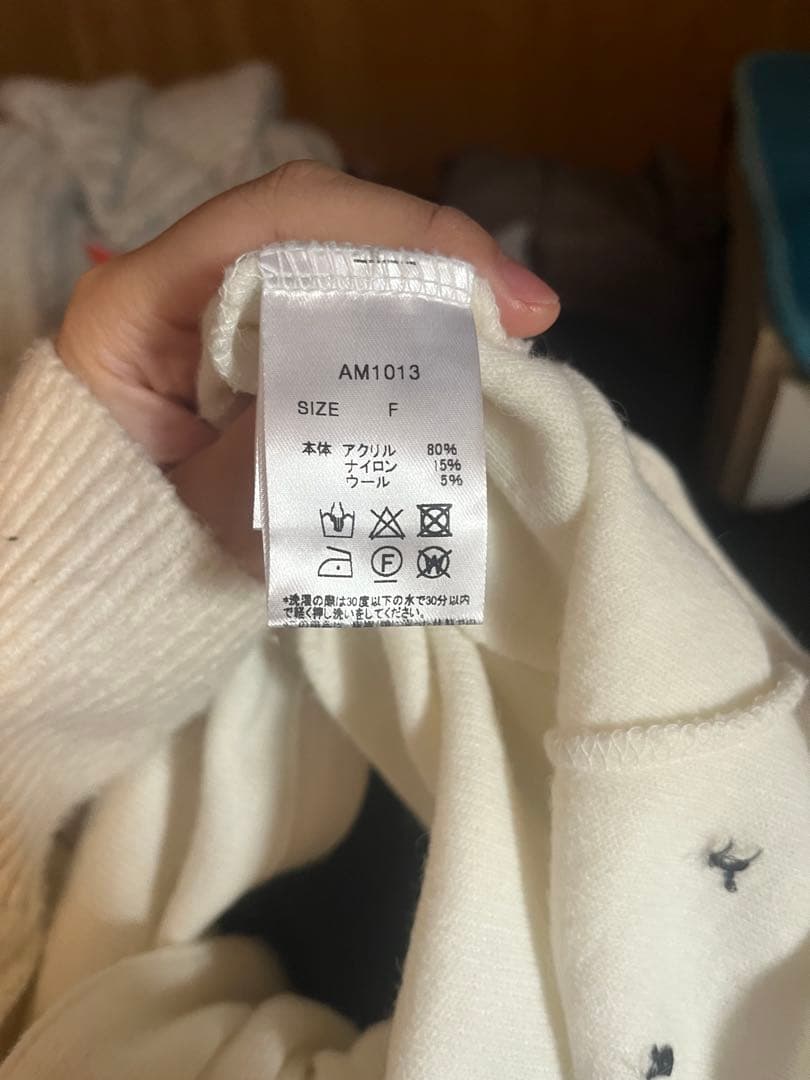 AM1013
SIZE F
本体 アクリル 80%
ナイロン 15%
ウール 5%
F
W
*洗濯の際は30度以下の水で30分以内
で軽く押し洗いをしてください。